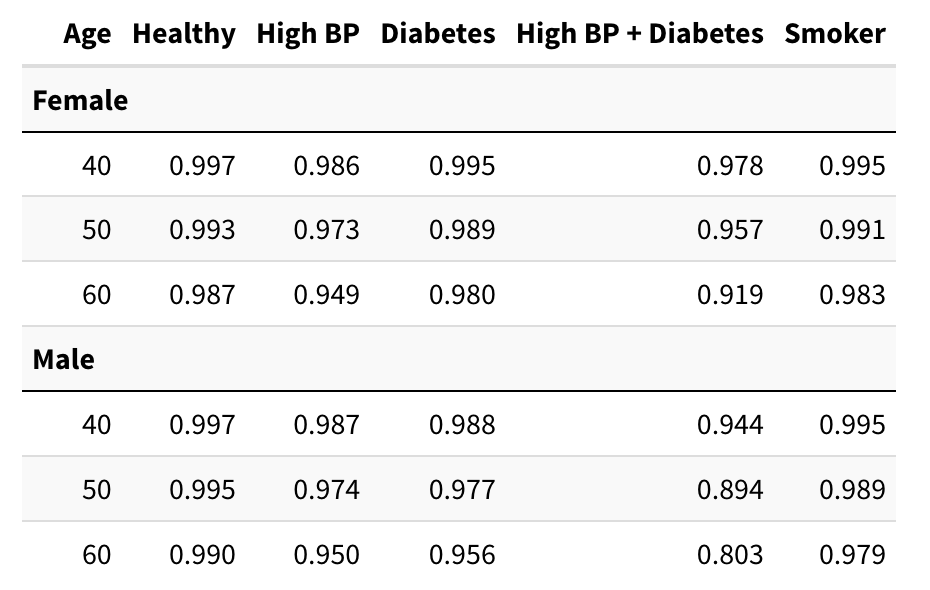 Age Healthy High BP Diabetes High BP + Diabetes Smoker
Female
40 0.997 0.986 0.995 0.978 0.995
50 0.993 0.973 0.989 0.957 0.991
60 0.987 0.949 0.980 0.919 0.983
Male
40 0.997 0.987 0.988 0.944 0.995
50 0.995 0.974 0.977 0.894 0.989
60 0.990 0.950 0.956 0.803 0.979